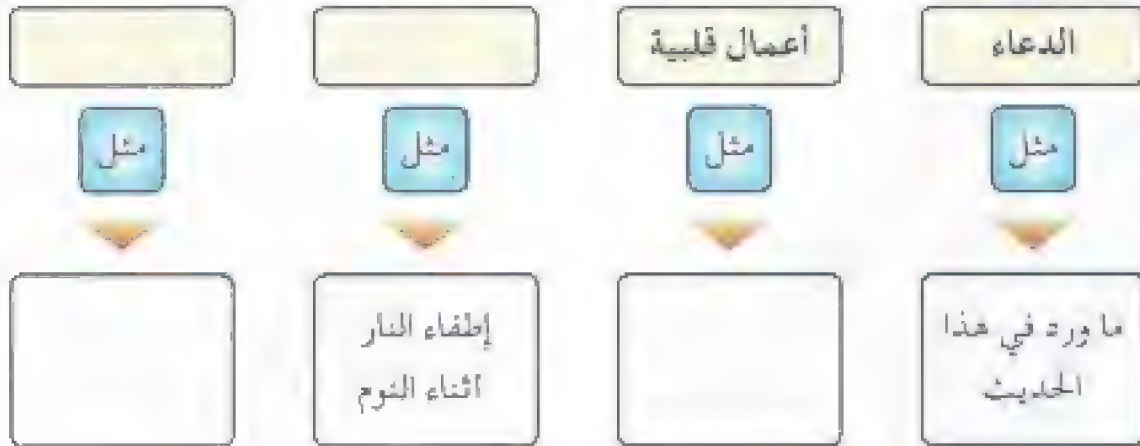 الدعاء
أعمال قلبية
مثل
مثل
مثل
مثل
ما ورد في هذا
الحديث
إطفاء النار
أثناء النوم